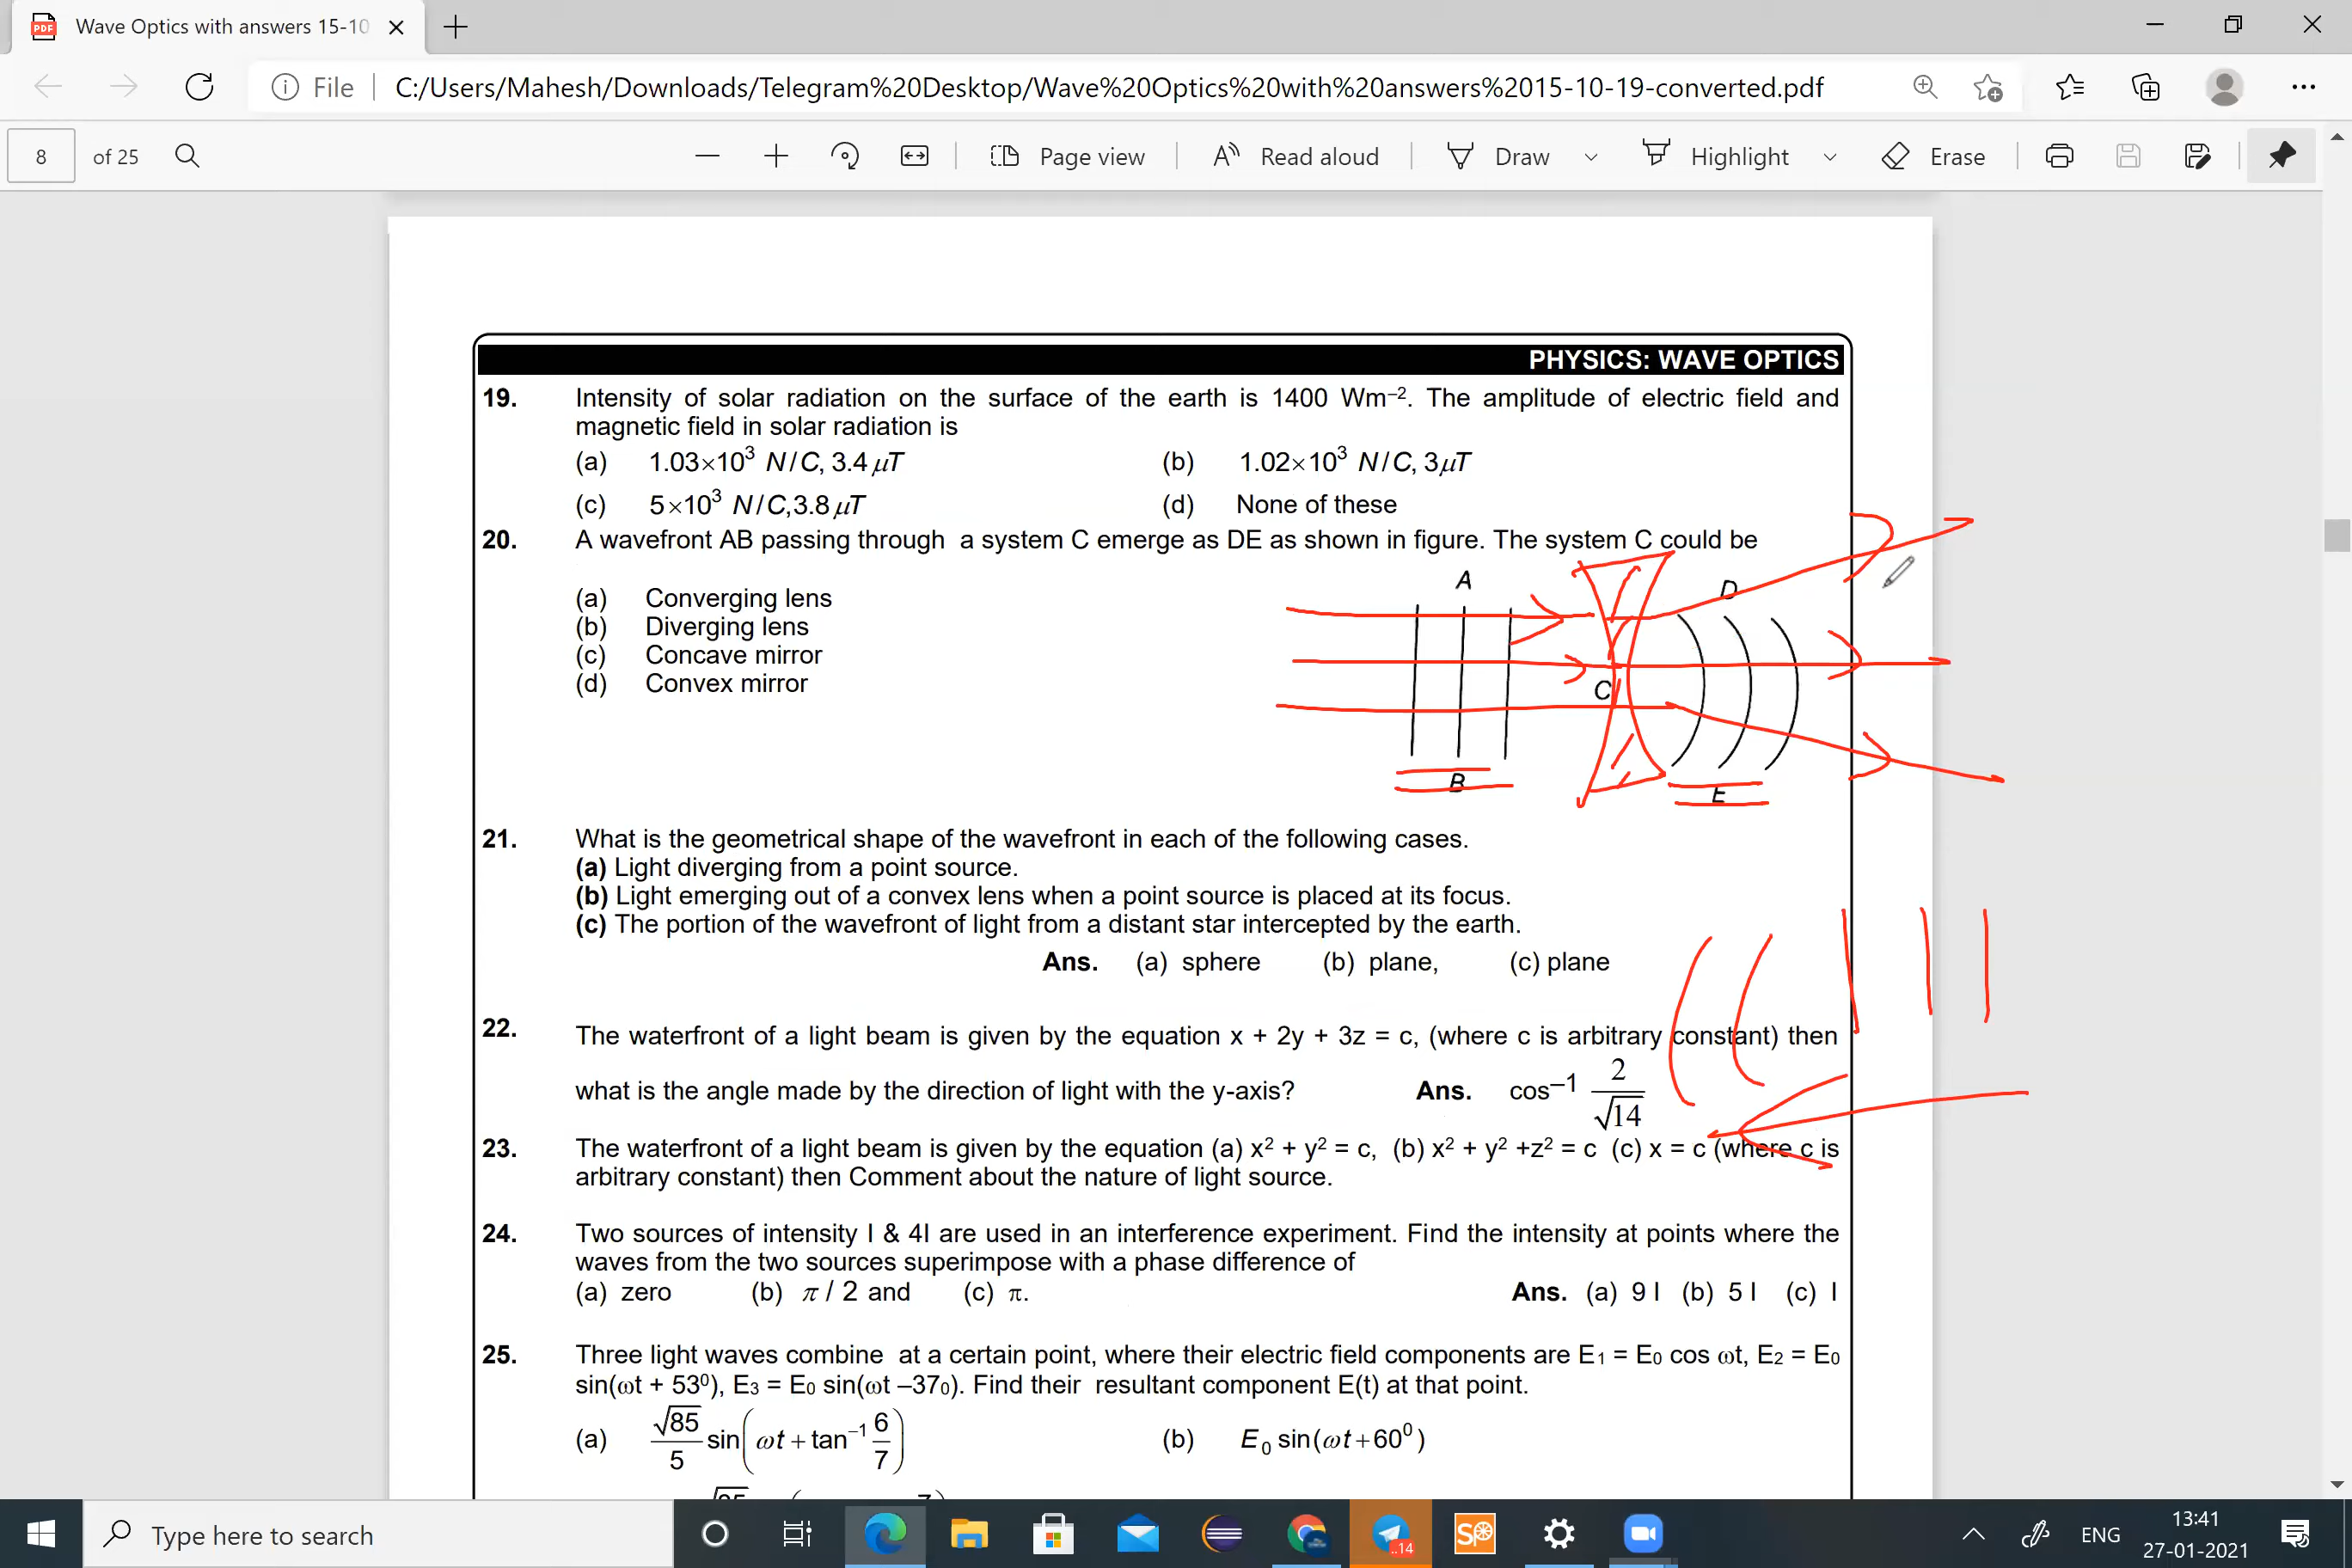 Wave Optics with answers 15-10
File
C:/Users/Mahesh/Downloads/Telegram%20Desktop/Wave%20Optics%20with%20answers%2015-10-19-converted.pdf
8 of 25
Page view
Read aloud
Draw
Highlight
Erase
PHYSICS: WAVE OPTICS
19. Intensity of solar radiation on the surface of the earth is 1400 Wm⁻². The amplitude of electric field and
magnetic field in solar radiation is
(a) 1.03×10³ N/C, 3.4 μT (b) 1.02×10³ N/C, 3μT
(c) 5×10³ N/C,3.8 μT (d) None of these
20. A wavefront AB passing through a system C emerge as DE as shown in figure. The system C could be
(a) Converging lens
(b) Diverging lens
(c) Concave mirror
(d) Convex mirror
A
D
C
B
E
21. What is the geometrical shape of the wavefront in each of the following cases.
(a) Light diverging from a point source.
(b) Light emerging out of a convex lens when a point source is placed at its focus.
(c) The portion of the wavefront of light from a distant star intercepted by the earth.
Ans. (a) sphere (b) plane, (c) plane
22. The waterfront of a light beam is given by the equation x + 2y + 3z = c, (where c is arbitrary constant) then
what is the angle made by the direction of light with the y-axis? Ans. cos⁻¹ 2/√14
23. The waterfront of a light beam is given by the equation (a) x² + y² = c, (b) x² + y² +z² = c (c) x = c (where c is
arbitrary constant) then Comment about the nature of light source.
24. Two sources of intensity I & 4I are used in an interference experiment. Find the intensity at points where the
waves from the two sources superimpose with a phase difference of
(a) zero (b) π / 2 and (c) π. Ans. (a) 9 I (b) 5 I (c) I
25. Three light waves combine at a certain point, where their electric field components are E₁ = E₀ cos ωt, E₂ = E₀
sin(ωt + 53⁰), E₃ = E₀ sin(ωt –37₀). Find their resultant component E(t) at that point.
(a) √85/5 sin(ωt + tan⁻¹ 6/7) (b) E₀ sin(ωt + 60⁰)
Type here to search
..14
ENG
13:41
27-01-2021